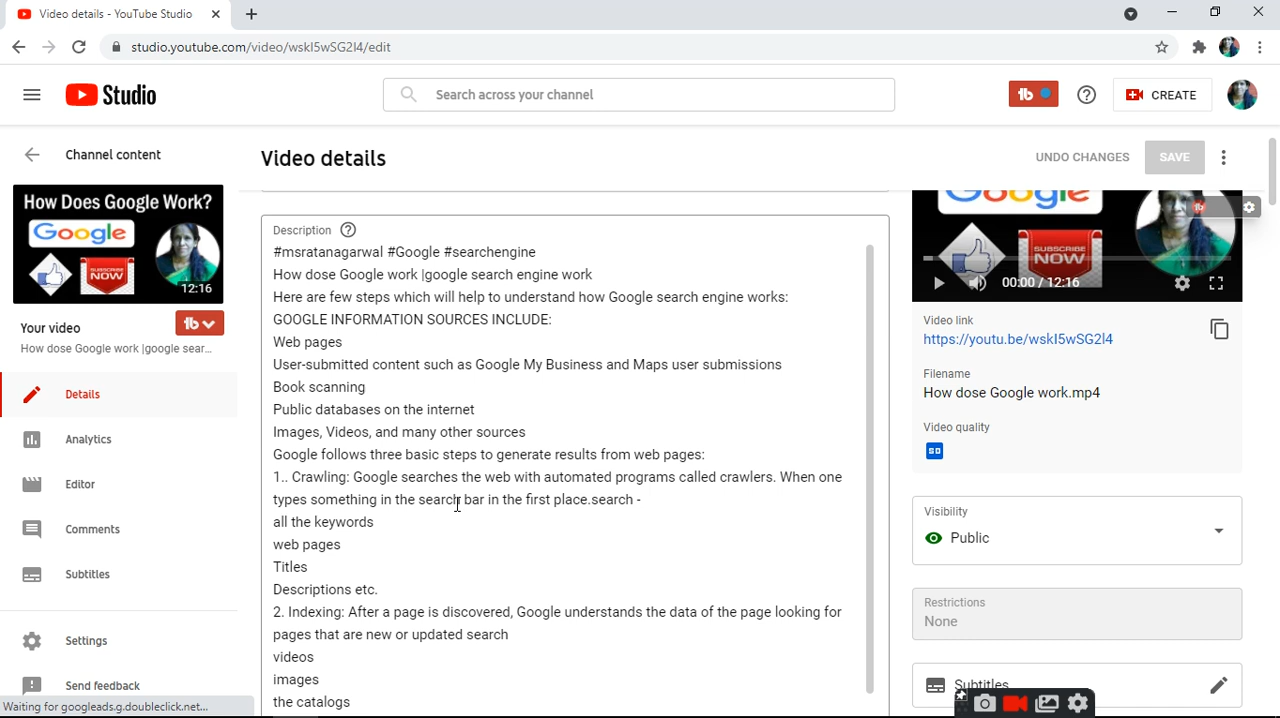 Video details - YouTube Studio
studio.youtube.com/video/wskI5wSG2I4/edit
Studio
Search across your channel
CREATE
Channel content
Video details
UNDO CHANGES
SAVE
How Does Google Work?
Google
SUBSCRIBE NOW
12:16
Your video
How dose Google work |google sear...
Details
Analytics
Editor
Comments
Subtitles
Settings
Send feedback
Waiting for googleads.g.doubleclick.net...
Description
#msratanagarwal #Google #searchengine
How dose Google work |google search engine work
Here are few steps which will help to understand how Google search engine works:
GOOGLE INFORMATION SOURCES INCLUDE:
Web pages
User-submitted content such as Google My Business and Maps user submissions
Book scanning
Public databases on the internet
Images, Videos, and many other sources
Google follows three basic steps to generate results from web pages:
1.. Crawling: Google searches the web with automated programs called crawlers. When one
types something in the search bar in the first place.search -
all the keywords
web pages
Titles
Descriptions etc.
2. Indexing: After a page is discovered, Google understands the data of the page looking for
pages that are new or updated search
videos
images
the catalogs
Google
SUBSCRIBE
NOW
00:00 / 12:16
Video link
https://youtu.be/wskI5wSG2I4
Filename
How dose Google work.mp4
Video quality
SD
Visibility
Public
Restrictions
None
Subtitles